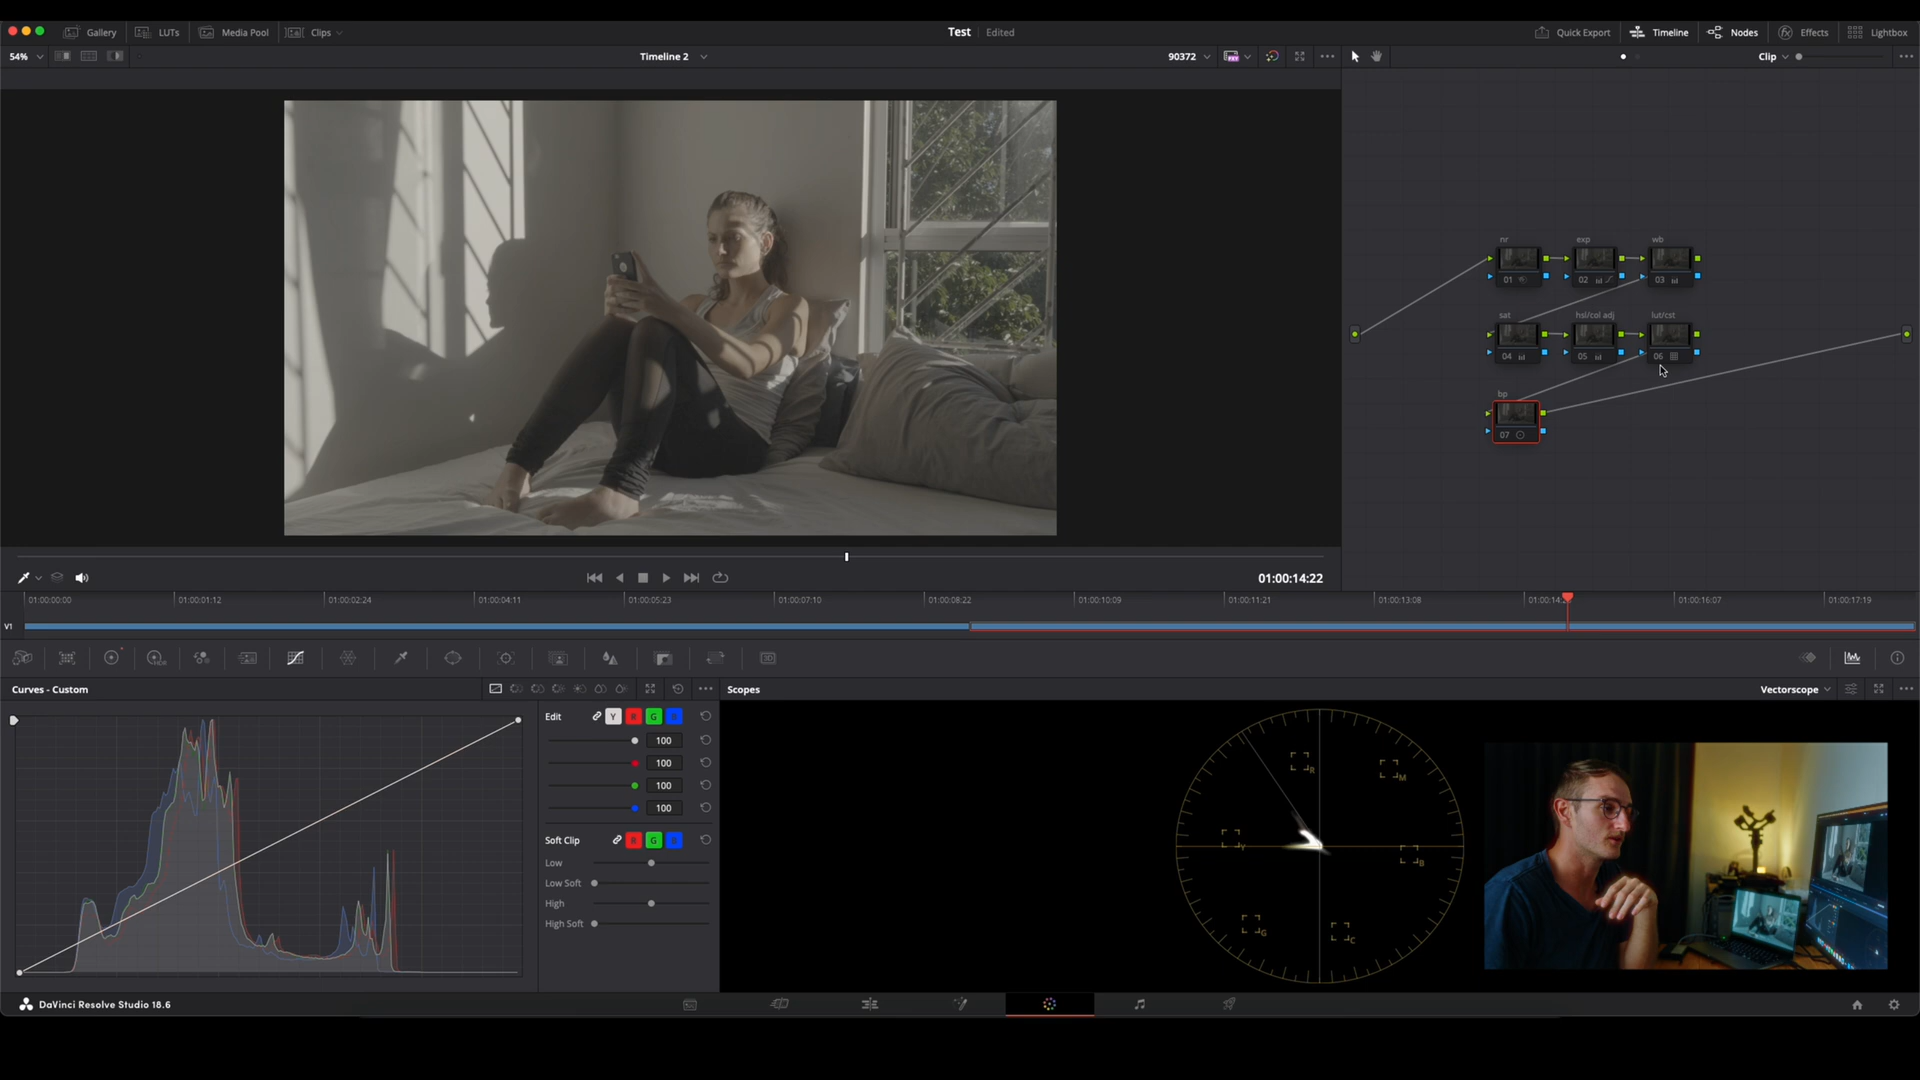 Gallery LUTs Media Pool Clips Test Edited Quick Export Timeline Nodes Effects Lightbox
54% Timeline 2 90372 Clip
nr exp wb
01 02 03
sat hsl/col adj lut/cst
04 05 06
bp
07
01:00:14:22
01:00:00:00 01:00:01:12 01:00:02:24 01:00:04:11 01:00:05:23 01:00:07:10 01:00:08:22 01:00:10:09 01:00:11:21 01:00:13:08 01:00:14: 01:00:16:07 01:00:17:19
V1
HDR
3D
Curves - Custom Scopes Vectorscope
Edit Y R G B
100
100
100
100
Soft Clip R G B
Low
Low Soft
High
High Soft
R M
Y B
G C
DaVinci Resolve Studio 18.6